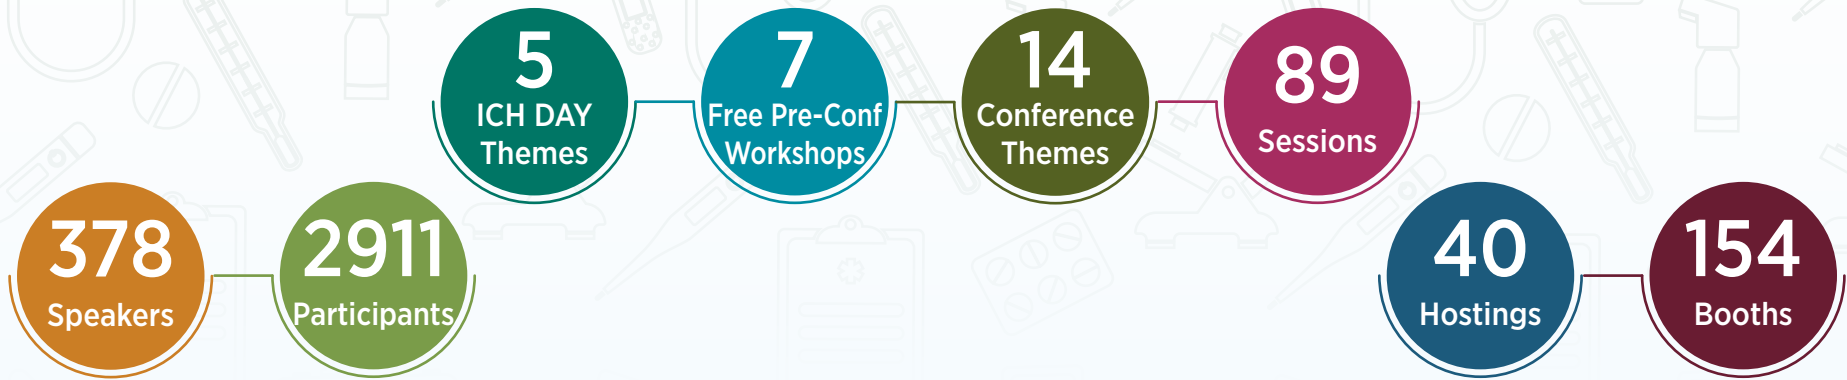 5
ICH DAY
Themes
7
Free Pre-Conf
Workshops
14
Conference
Themes
89
Sessions
378
Speakers
2911
Participants
40
Hostings
154
Booths